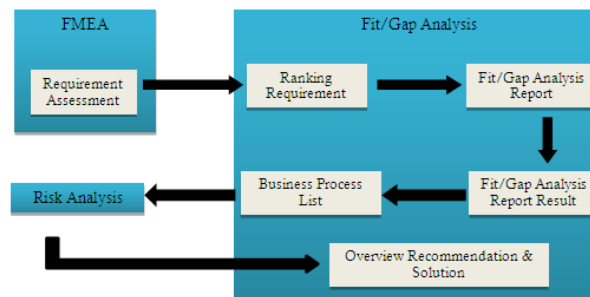 FMEA
Fit/Gap Analysis
Requirement
Assessment
Ranking
Requirement
Fit/Gap Analysis
Report
Risk Analysis
Business Process
List
Fit/Gap Analysis
Report Result
Overview Recommendation &
Solution